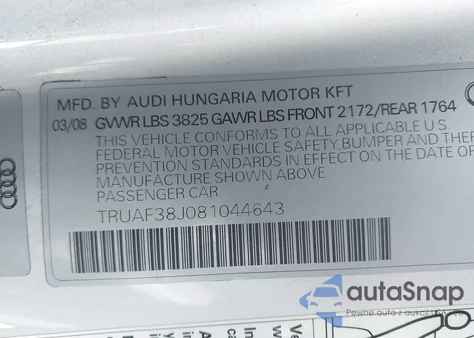 MFD. BY AUDI HUNGARIA MOTOR KFT
03/08 GVWR LBS 3825 GAWR LBS FRONT 2172/REAR 1764
THIS VEHICLE CONFORMS TO ALL APPLICABLE U.S.
FEDERAL MOTOR VEHICLE SAFETY, BUMPER AND THEFT
PREVENTION STANDARDS IN EFFECT ON THE DATE OF
MANUFACTURE SHOWN ABOVE
PASSENGER CAR
TRUAF38J081044643
autoSnap